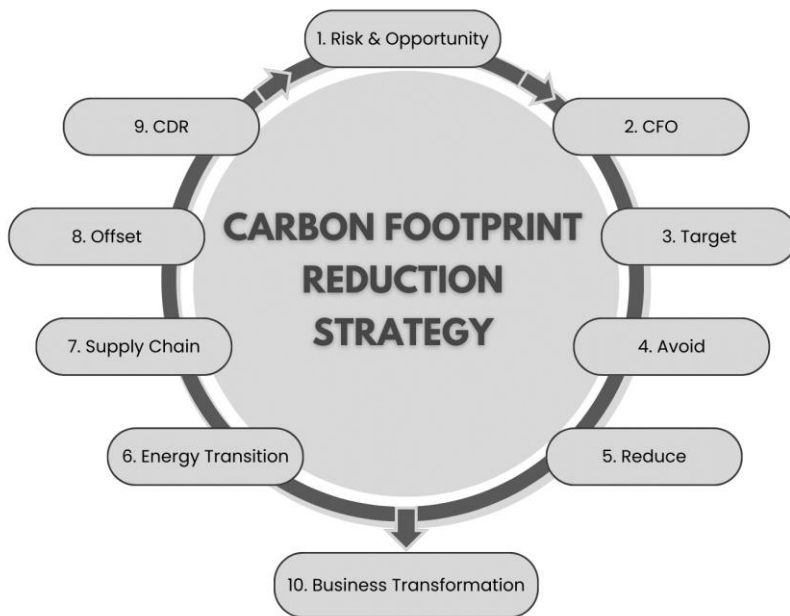 1. Risk & Opportunity
2. CFO
3. Target
4. Avoid
5. Reduce
6. Energy Transition
7. Supply Chain
8. Offset
9. CDR
10. Business Transformation
CARBON FOOTPRINT
REDUCTION
STRATEGY